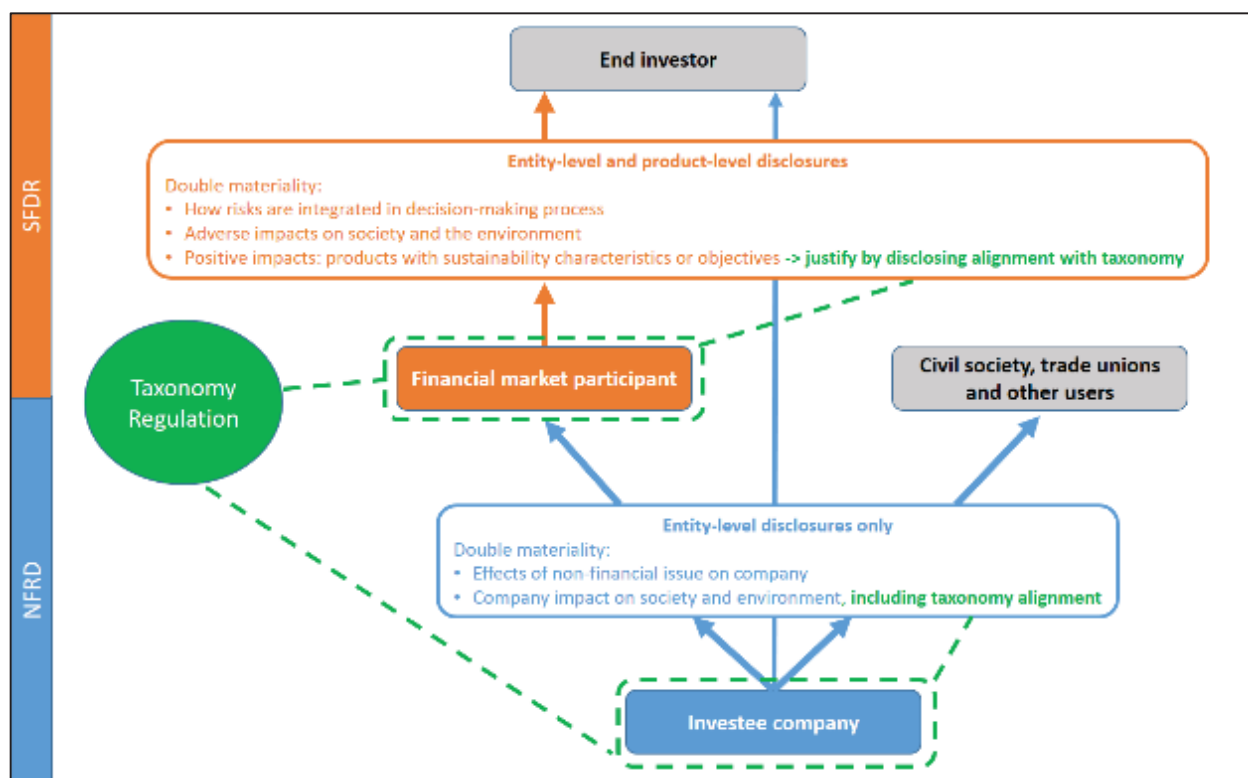 End investor
SFDR
Entity-level and product-level disclosures
Double materiality:
• How risks are integrated in decision-making process
• Adverse impacts on society and the environment
• Positive impacts: products with sustainability characteristics or objectives -> justify by disclosing alignment with taxonomy
Taxonomy
Regulation
Financial market participant
Civil society, trade unions
and other users
NFRD
Entity-level disclosures only
Double materiality:
• Effects of non-financial issue on company
• Company impact on society and environment, including taxonomy alignment
Investee company